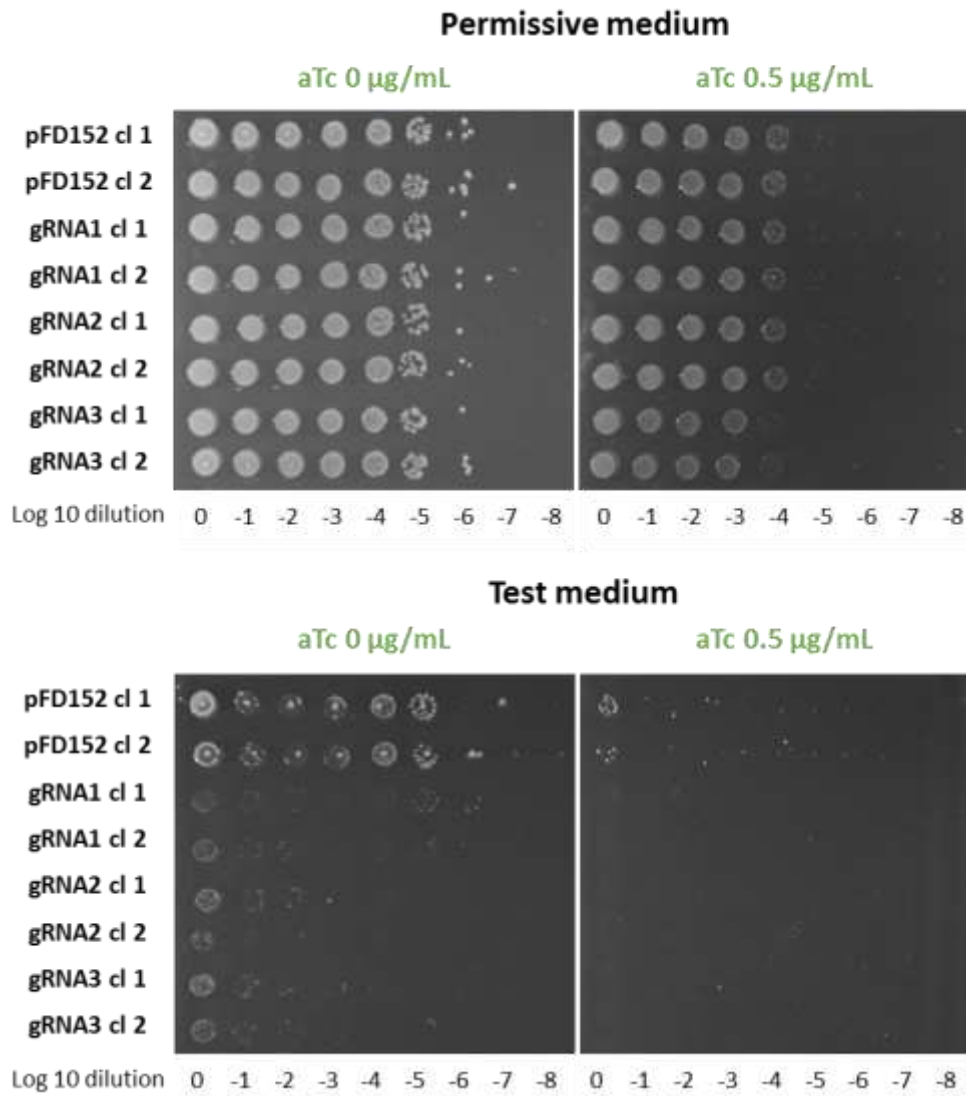 Permissive medium
aTc 0 µg/mL aTc 0.5 µg/mL
pFD152 cl 1
pFD152 cl 2
gRNA1 cl 1
gRNA1 cl 2
gRNA2 cl 1
gRNA2 cl 2
gRNA3 cl 1
gRNA3 cl 2
Log 10 dilution 0 -1 -2 -3 -4 -5 -6 -7 -8 0 -1 -2 -3 -4 -5 -6 -7 -8
Test medium
aTc 0 µg/mL aTc 0.5 µg/mL
pFD152 cl 1
pFD152 cl 2
gRNA1 cl 1
gRNA1 cl 2
gRNA2 cl 1
gRNA2 cl 2
gRNA3 cl 1
gRNA3 cl 2
Log 10 dilution 0 -1 -2 -3 -4 -5 -6 -7 -8 0 -1 -2 -3 -4 -5 -6 -7 -8